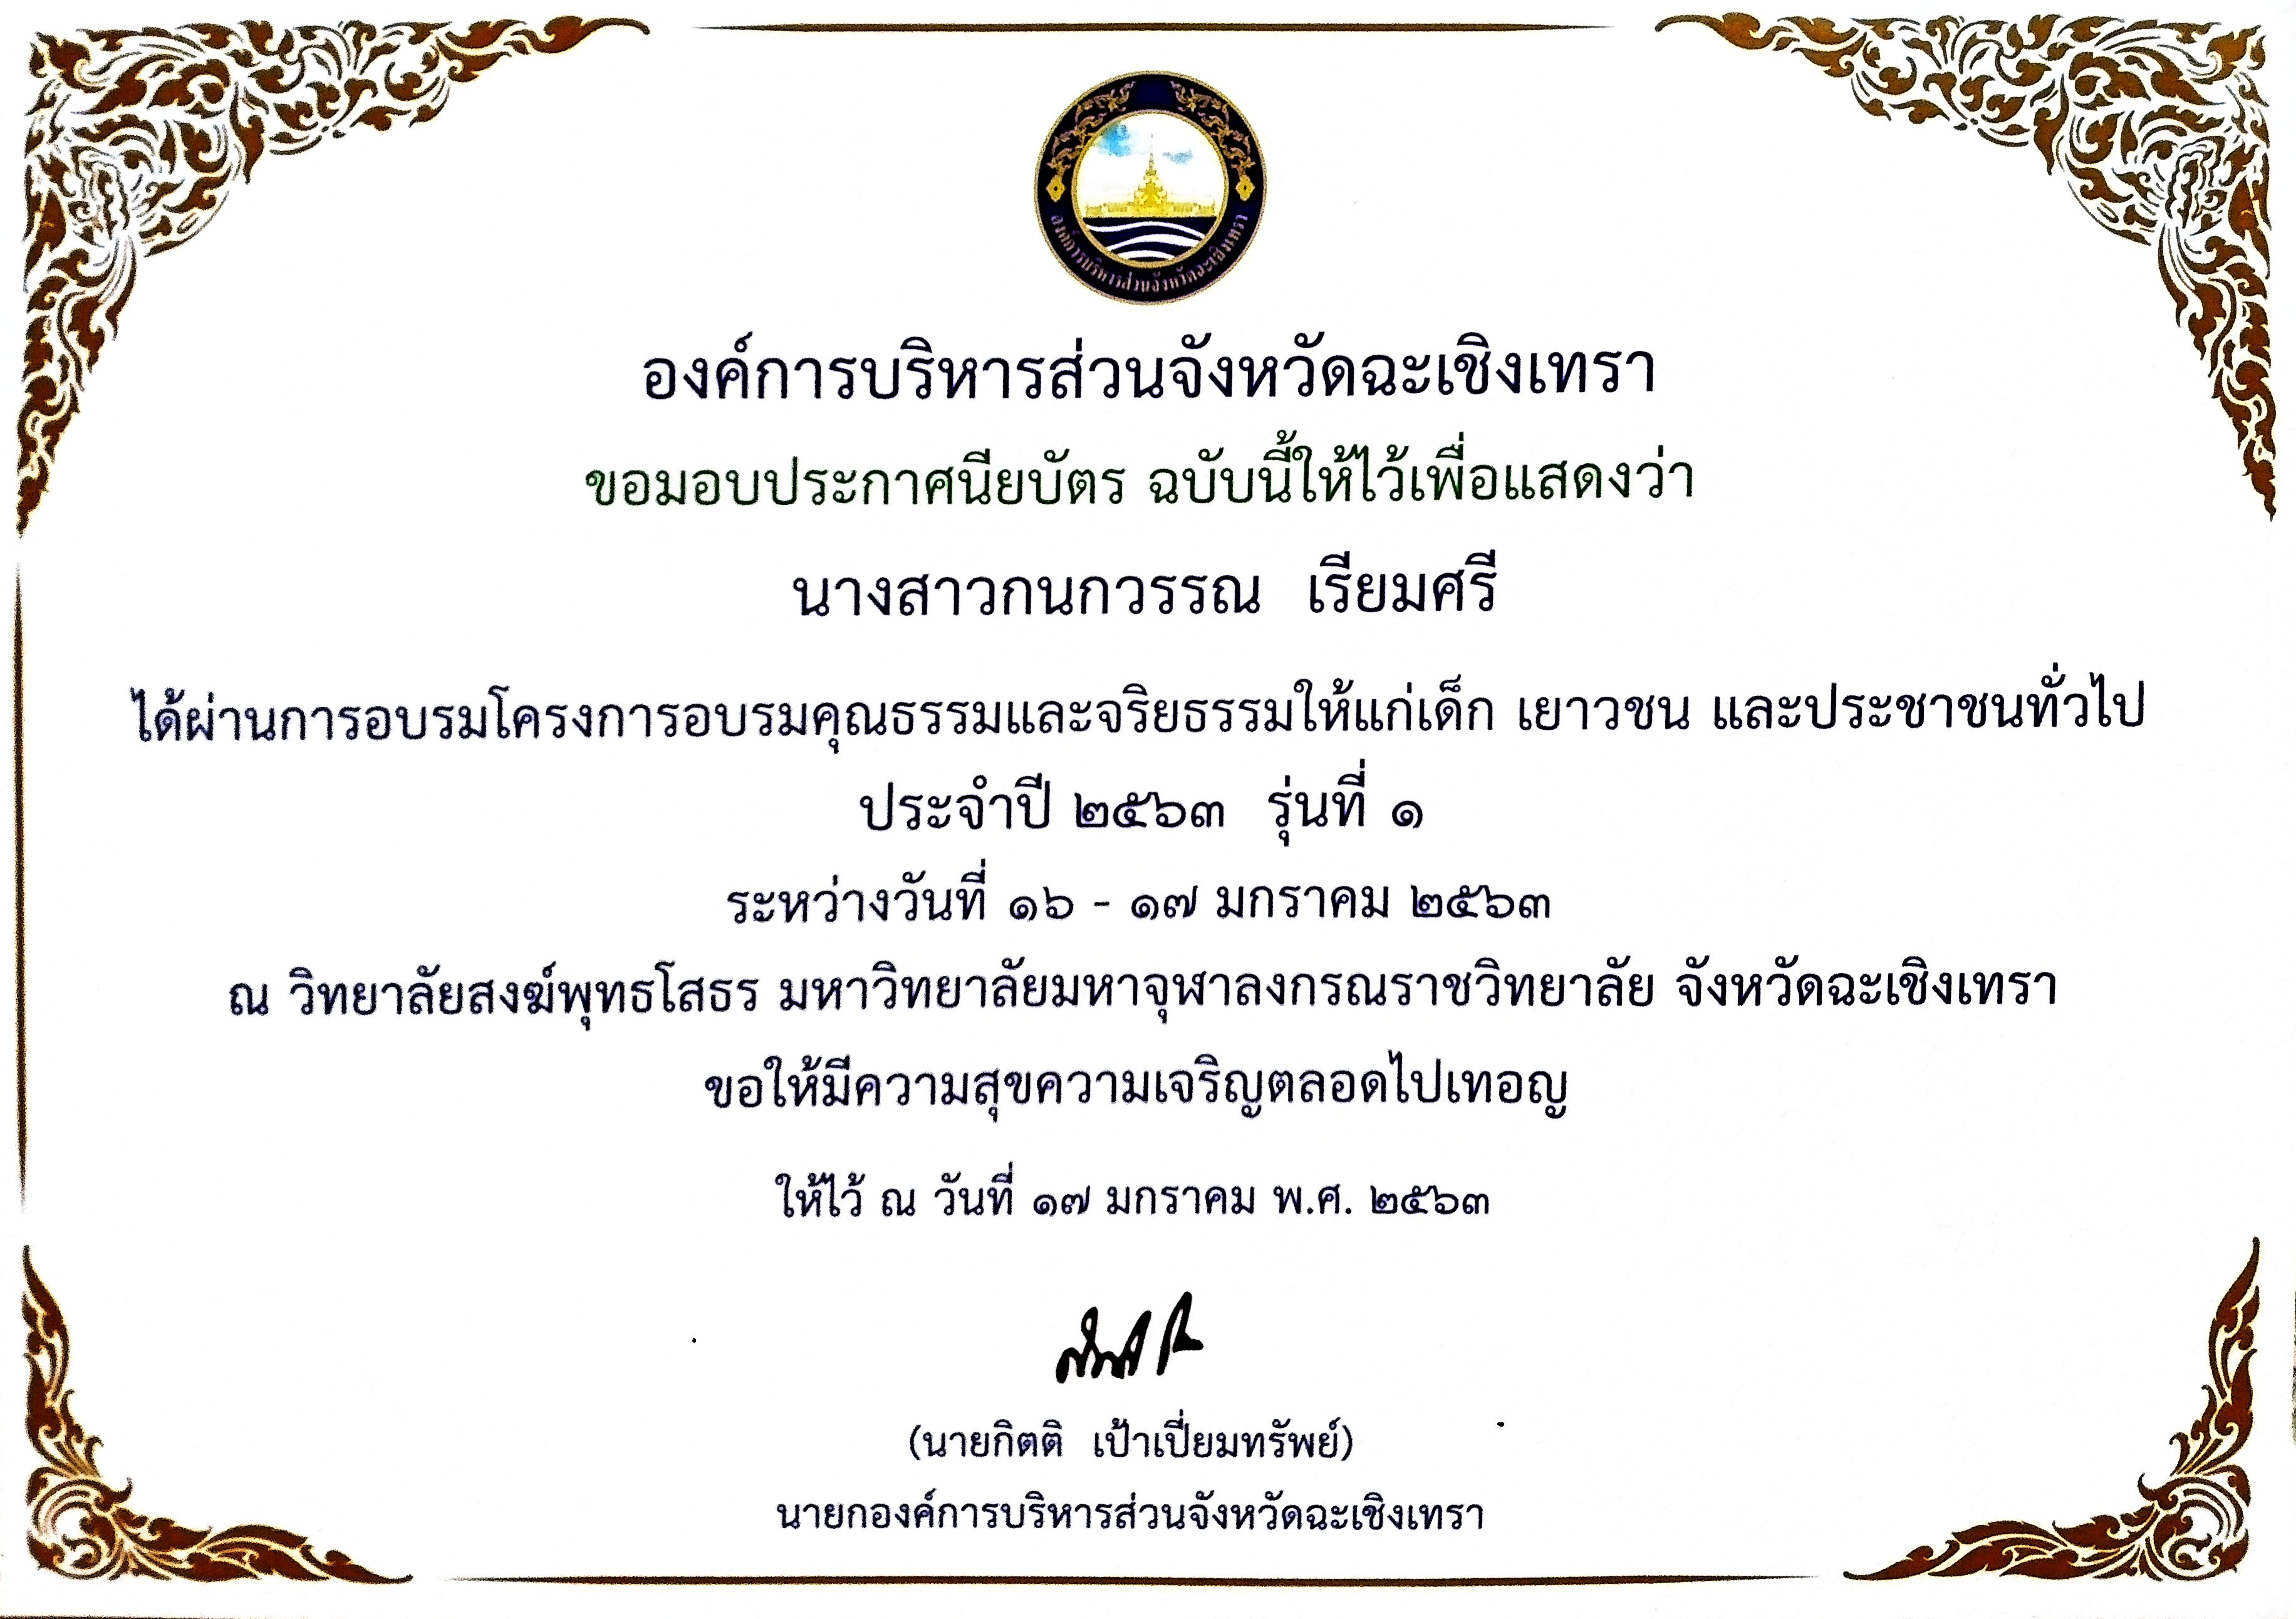 องค์การบริหารส่วนจังหวัดฉะเชิงเทรา
องค์การบริหารส่วนจังหวัดฉะเชิงเทรา
ขอมอบประกาศนียบัตร ฉบับนี้ให้ไว้เพื่อแสดงว่า
นางสาวกนกวรรณ เรียมศรี
ได้ผ่านการอบรมโครงการอบรมคุณธรรมและจริยธรรมให้แก่เด็ก เยาวชน และประชาชนทั่วไป
ประจำปี ๒๕๖๓ รุ่นที่ ๑
ระหว่างวันที่ ๑๖ - ๑๗ มกราคม ๒๕๖๓
ณ วิทยาลัยสงฆ์พุทธโสธร มหาวิทยาลัยมหาจุฬาลงกรณราชวิทยาลัย จังหวัดฉะเชิงเทรา
ขอให้มีความสุขความเจริญตลอดไปเทอญ
ให้ไว้ ณ วันที่ ๑๗ มกราคม พ.ศ. ๒๕๖๓
(นายกิตติ เป้าเปี่ยมทรัพย์)
นายกองค์การบริหารส่วนจังหวัดฉะเชิงเทรา